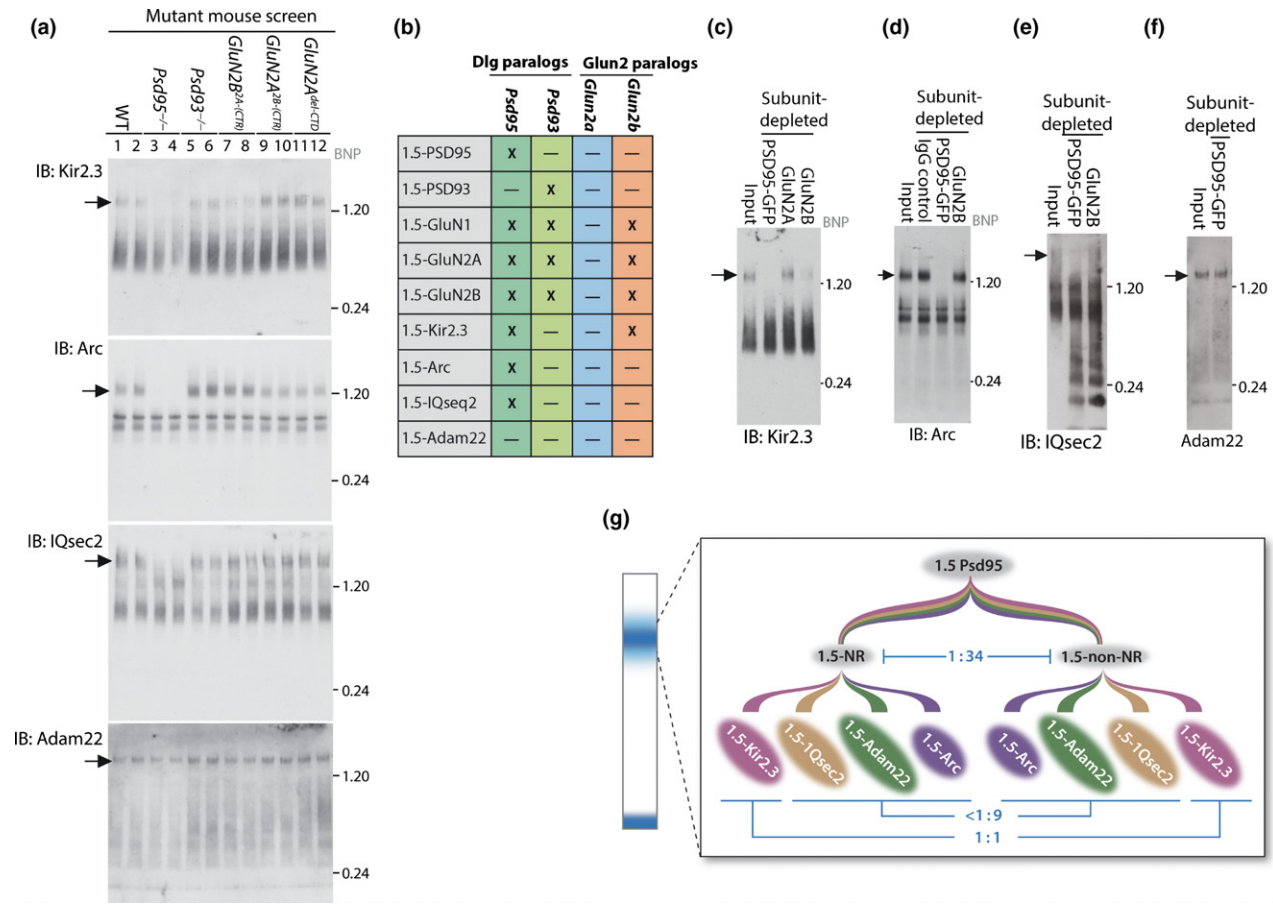 (a)
Mutant mouse screen
WT
Psd95−/−
Psd93−/−
GluN2B2A-(CTR)
GluN2A2B-(CTR)
GluN2Adel-CTD
1 2 3 4 5 6 7 8 9 10 11 12
BNP
IB: Kir2.3
1.20
0.24
IB: Arc
1.20
0.24
IB: IQsec2
1.20
0.24
IB: Adam22
1.20
0.24
(b)
Dlg paralogs Glun2 paralogs
Psd95 Psd93 Glun2a Glun2b
1.5-PSD95 X — — —
1.5-PSD93 — X — —
1.5-GluN1 X X — X
1.5-GluN2A X X — X
1.5-GluN2B X X — X
1.5-Kir2.3 X — — X
1.5-Arc X — — —
1.5-IQseq2 X — — —
1.5-Adam22 — — — —
(c)
Subunit-
depleted
Input
PSD95-GFP
GluN2A
GluN2B
BNP
1.20
0.24
IB: Kir2.3
(d)
Subunit-
depleted
Input
IgG control
PSD95-GFP
GluN2B
BNP
1.20
0.24
IB: Arc
(e)
Subunit-
depleted
Input
PSD95-GFP
GluN2B
1.20
0.24
IB: IQsec2
(f)
Subunit-
depleted
Input
PSD95-GFP
1.20
0.24
Adam22
(g)
1.5 Psd95
1.5-NR 1:34 1.5-non-NR
1.5-Kir2.3
1.5-1Qsec2
1.5-Adam22
1.5-Arc
1.5-Arc
1.5-Adam22
1.5-1Qsec2
1.5-Kir2.3
<1:9
1:1